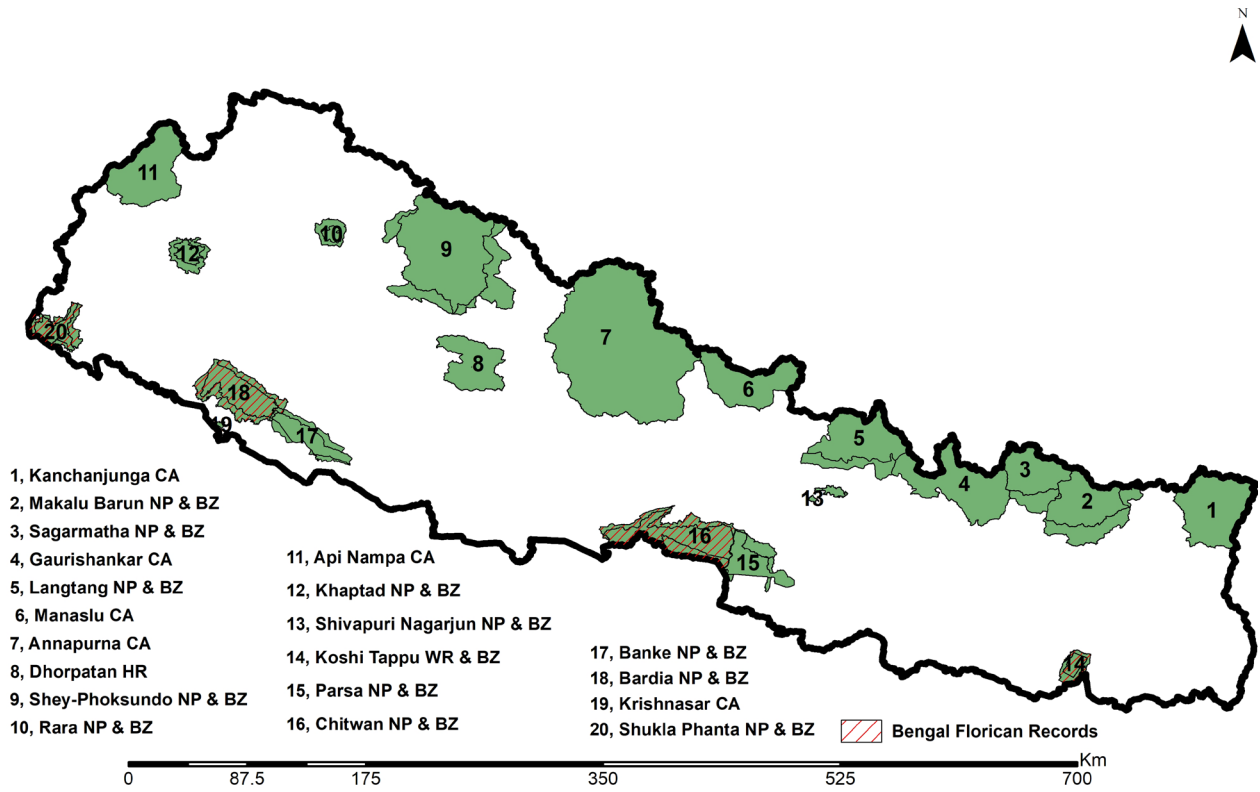 N
11
10
12
9
20
7
8
18
6
19
17
5
3
4
2
1
13
16
15
14
1, Kanchanjunga CA
2, Makalu Barun NP & BZ
3, Sagarmatha NP & BZ
4, Gaurishankar CA
5, Langtang NP & BZ
6, Manaslu CA
7, Annapurna CA
8, Dhorpatan HR
9, Shey-Phoksundo NP & BZ
10, Rara NP & BZ
11, Api Nampa CA
12, Khaptad NP & BZ
13, Shivapuri Nagarjun NP & BZ
14, Koshi Tappu WR & BZ
15, Parsa NP & BZ
16, Chitwan NP & BZ
17, Banke NP & BZ
18, Bardia NP & BZ
19, Krishnasar CA
20, Shukla Phanta NP & BZ
Bengal Florican Records
Km
0 87.5 175 350 525 700